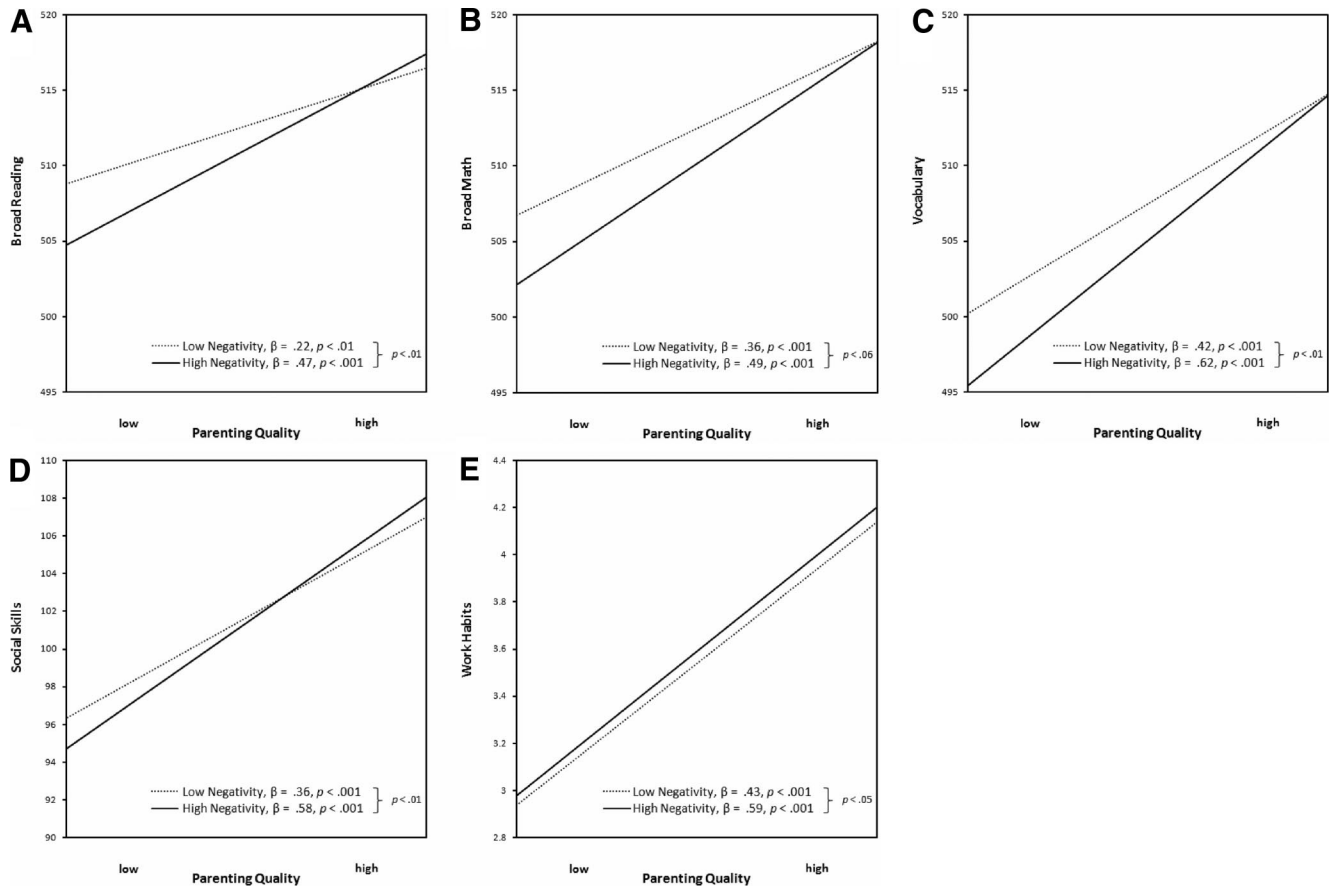 A
520
515
510
505
500
495
Broad Reading
Low Negativity, β = .22, p < .01
High Negativity, β = .47, p < .001
p < .01
low
high
Parenting Quality
B
520
515
510
505
500
495
Broad Math
Low Negativity, β = .36, p < .001
High Negativity, β = .49, p < .001
p < .06
low
high
Parenting Quality
C
520
515
510
505
500
495
Vocabulary
Low Negativity, β = .42, p < .001
High Negativity, β = .62, p < .001
p < .01
low
high
Parenting Quality
D
110
108
106
104
102
100
98
96
94
92
90
Social Skills
Low Negativity, β = .36, p < .001
High Negativity, β = .58, p < .001
p < .01
low
high
Parenting Quality
E
4.4
4.2
4
3.8
3.6
3.4
3.2
3
2.8
Work Habits
Low Negativity, β = .43, p < .001
High Negativity, β = .59, p < .001
p < .05
low
high
Parenting Quality